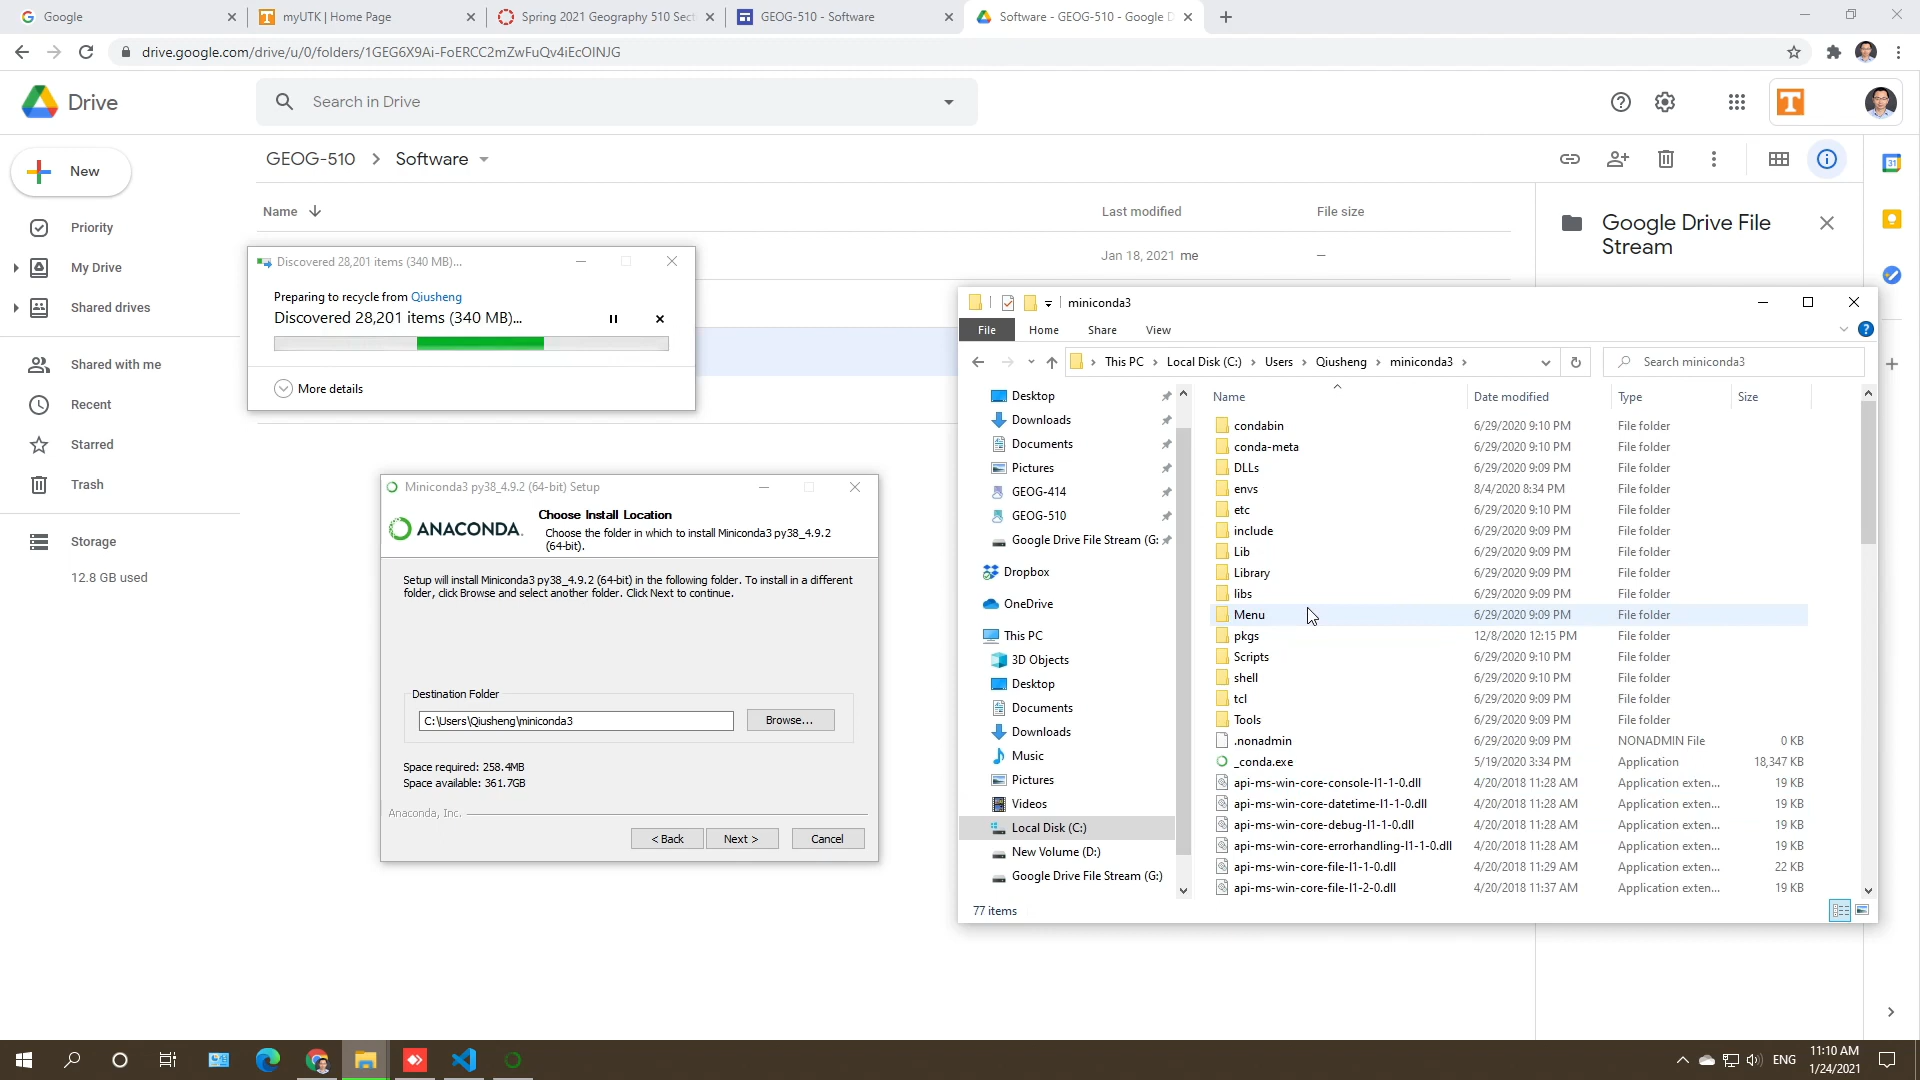 Google
myUTK | Home Page
Spring 2021 Geography 510 Sect
GEOG-510 - Software
Software - GEOG-510 - Google D
drive.google.com/drive/u/0/folders/1GEG6X9Ai-FoERCC2mZwFuQv4iEcOINJG
Drive
Search in Drive
T
GEOG-510 > Software
New
Name
Last modified
File size
Google Drive File
Stream
31
Jan 18, 2021 me
—
Priority
My Drive
Shared drives
Shared with me
Recent
Starred
Trash
Storage
12.8 GB used
Discovered 28,201 items (340 MB)...
Preparing to recycle from Qiusheng
Discovered 28,201 items (340 MB)...
More details
Miniconda3 py38_4.9.2 (64-bit) Setup
ANACONDA.
Choose Install Location
Choose the folder in which to install Miniconda3 py38_4.9.2
(64-bit).
Setup will install Miniconda3 py38_4.9.2 (64-bit) in the following folder. To install in a different
folder, click Browse and select another folder. Click Next to continue.
Destination Folder
C:\Users\Qiusheng\miniconda3
Browse...
Space required: 258.4MB
Space available: 361.7GB
Anaconda, Inc.
< Back
Next >
Cancel
miniconda3
File
Home
Share
View
This PC > Local Disk (C:) > Users > Qiusheng > miniconda3 >
Search miniconda3
Desktop
Downloads
Documents
Pictures
GEOG-414
GEOG-510
Google Drive File Stream (G:
Dropbox
OneDrive
This PC
3D Objects
Desktop
Documents
Downloads
Music
Pictures
Videos
Local Disk (C:)
New Volume (D:)
Google Drive File Stream (G:)
Name Date modified Type Size
condabin 6/29/2020 9:10 PM File folder
conda-meta 6/29/2020 9:10 PM File folder
DLLs 6/29/2020 9:09 PM File folder
envs 8/4/2020 8:34 PM File folder
etc 6/29/2020 9:10 PM File folder
include 6/29/2020 9:09 PM File folder
Lib 6/29/2020 9:09 PM File folder
Library 6/29/2020 9:09 PM File folder
libs 6/29/2020 9:09 PM File folder
Menu 6/29/2020 9:09 PM File folder
pkgs 12/8/2020 12:15 PM File folder
Scripts 6/29/2020 9:10 PM File folder
shell 6/29/2020 9:10 PM File folder
tcl 6/29/2020 9:09 PM File folder
Tools 6/29/2020 9:09 PM File folder
.nonadmin 6/29/2020 9:09 PM NONADMIN File 0 KB
_conda.exe 5/19/2020 3:34 PM Application 18,347 KB
api-ms-win-core-console-l1-1-0.dll 4/20/2018 11:28 AM Application exten... 19 KB
api-ms-win-core-datetime-l1-1-0.dll 4/20/2018 11:28 AM Application exten... 19 KB
api-ms-win-core-debug-l1-1-0.dll 4/20/2018 11:28 AM Application exten... 19 KB
api-ms-win-core-errorhandling-l1-1-0.dll 4/20/2018 11:28 AM Application exten... 19 KB
api-ms-win-core-file-l1-1-0.dll 4/20/2018 11:29 AM Application exten... 22 KB
api-ms-win-core-file-l1-2-0.dll 4/20/2018 11:37 AM Application exten... 19 KB
77 items
ENG
11:10 AM
1/24/2021